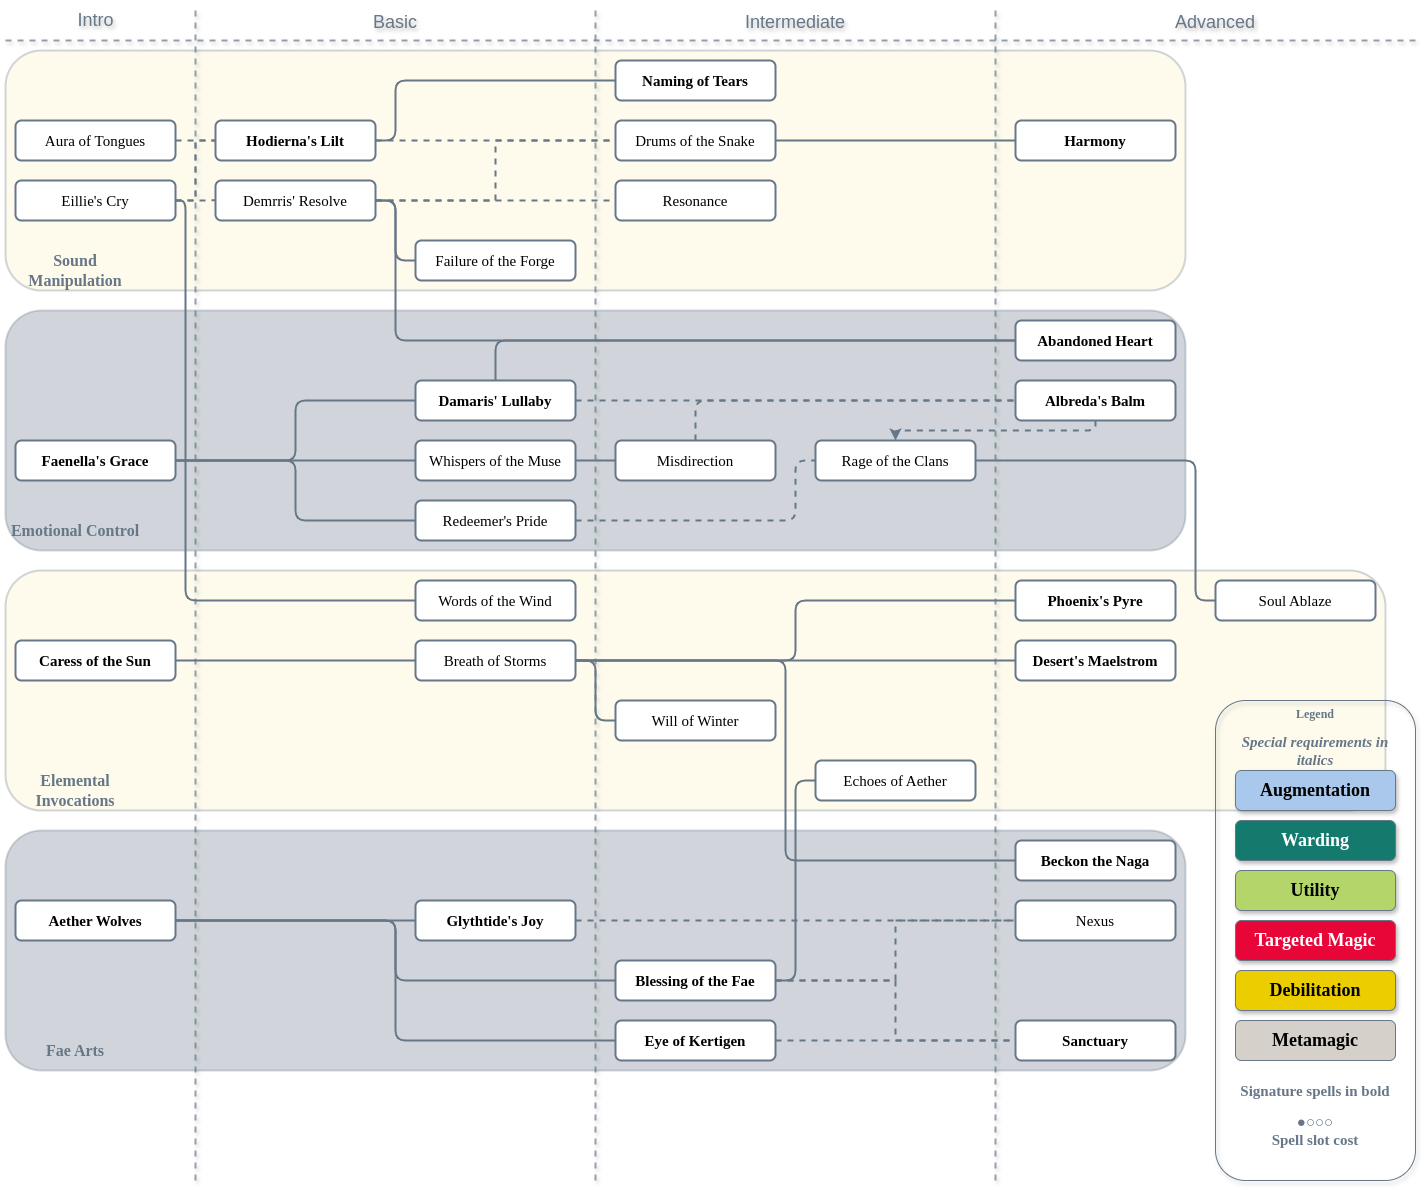 Intro
Basic
Intermediate
Advanced
Naming of Tears
Aura of Tongues
Hodierna's Lilt
Drums of the Snake
Harmony
Eillie's Cry
Demrris' Resolve
Resonance
Failure of the Forge
Sound
Manipulation
Abandoned Heart
Damaris' Lullaby
Albreda's Balm
Faenella's Grace
Whispers of the Muse
Misdirection
Rage of the Clans
Redeemer's Pride
Emotional Control
Words of the Wind
Phoenix's Pyre
Soul Ablaze
Caress of the Sun
Breath of Storms
Desert's Maelstrom
Will of Winter
Echoes of Aether
Elemental
Invocations
Beckon the Naga
Aether Wolves
Glythtide's Joy
Nexus
Blessing of the Fae
Eye of Kertigen
Sanctuary
Fae Arts
Legend
Special requirements in
italics
Augmentation
Warding
Utility
Targeted Magic
Debilitation
Metamagic
Signature spells in bold
●○○○
Spell slot cost